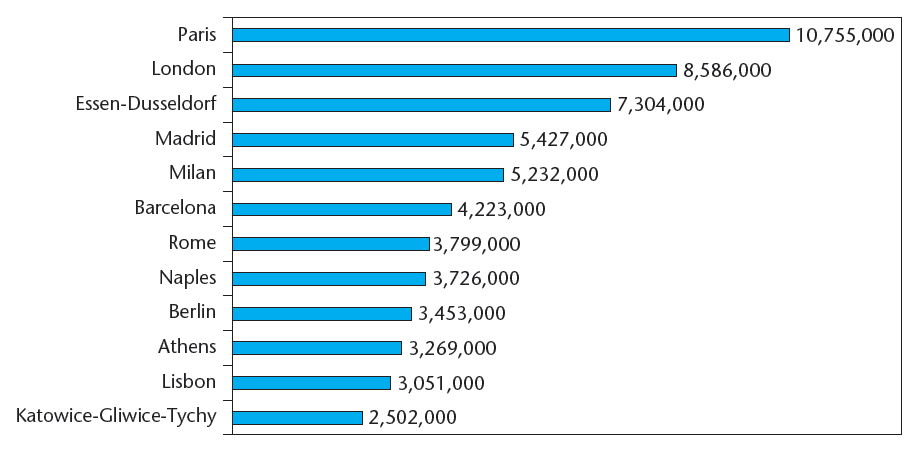 Paris 10,755,000
London 8,586,000
Essen-Dusseldorf 7,304,000
Madrid 5,427,000
Milan 5,232,000
Barcelona 4,223,000
Rome 3,799,000
Naples 3,726,000
Berlin 3,453,000
Athens 3,269,000
Lisbon 3,051,000
Katowice-Gliwice-Tychy 2,502,000